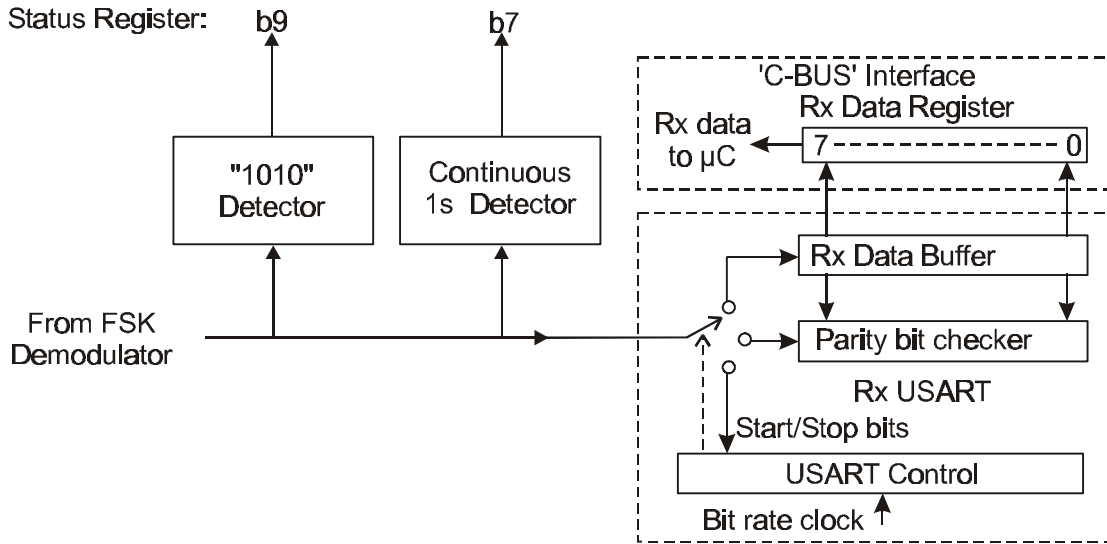 Status Register: b9 b7
'C-BUS' Interface
Rx Data Register
Rx data
to µC
7 0
"1010"
Detector
Continuous
1s Detector
Rx Data Buffer
From FSK
Demodulator
Parity bit checker
Rx USART
Start/Stop bits
USART Control
Bit rate clock